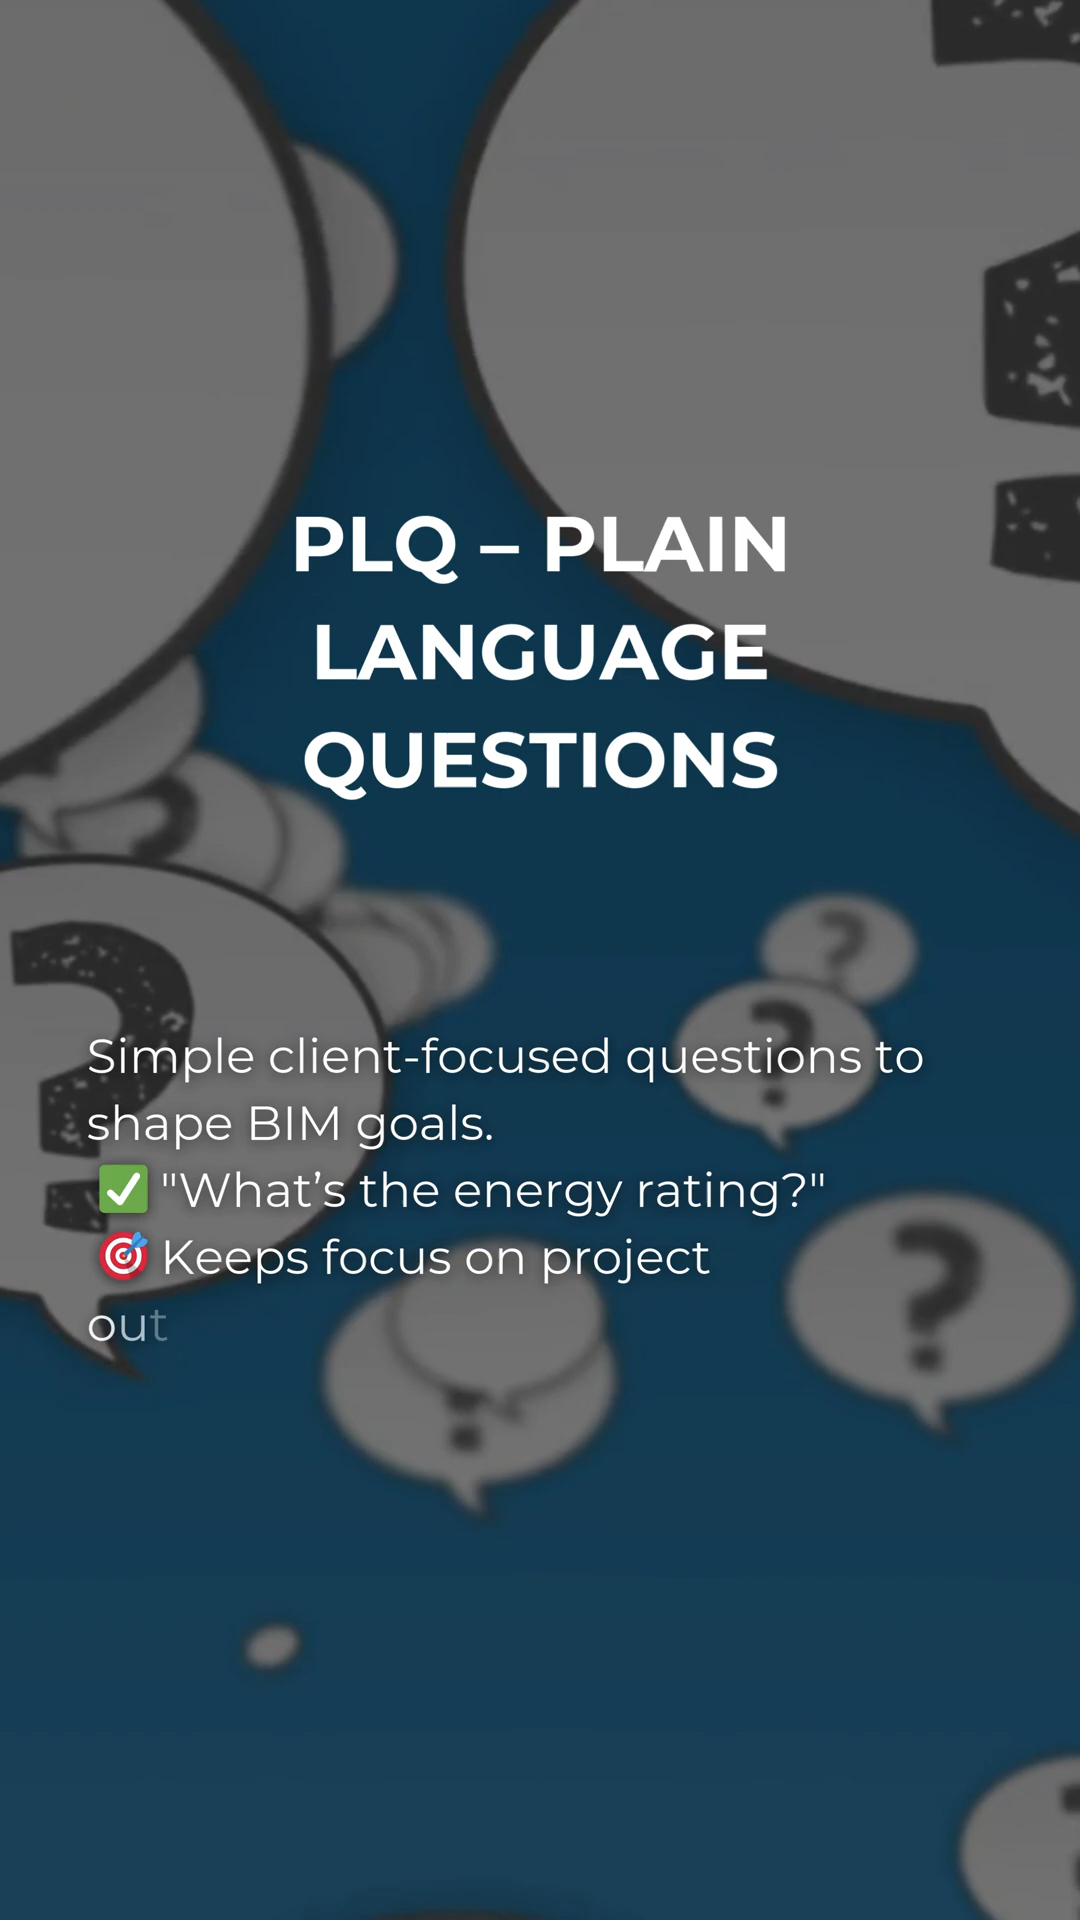 PLQ – PLAIN
LANGUAGE
QUESTIONS
Simple client-focused questions to
shape BIM goals.
✅ "What’s the energy rating?"
🎯 Keeps focus on project
out